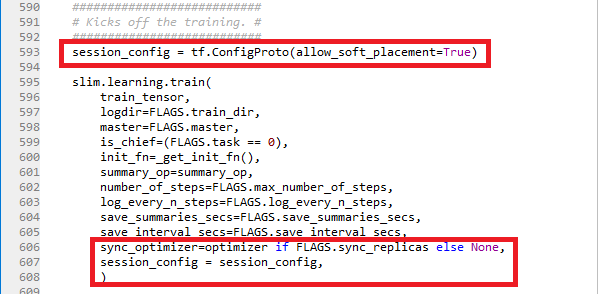 590 ###########################
591 # Kicks off the training. #
592 ###########################
593 session_config = tf.ConfigProto(allow_soft_placement=True)
594
595 slim.learning.train(
596 train_tensor,
597 logdir=FLAGS.train_dir,
598 master=FLAGS.master,
599 is_chief=(FLAGS.task == 0),
600 init_fn=_get_init_fn(),
601 summary_op=summary_op,
602 number_of_steps=FLAGS.max_number_of_steps,
603 log_every_n_steps=FLAGS.log_every_n_steps,
604 save_summaries_secs=FLAGS.save_summaries_secs,
605 save_interval_secs=FLAGS.save_interval_secs,
606 sync_optimizer=optimizer if FLAGS.sync_replicas else None,
607 session_config = session_config,
608 )
609